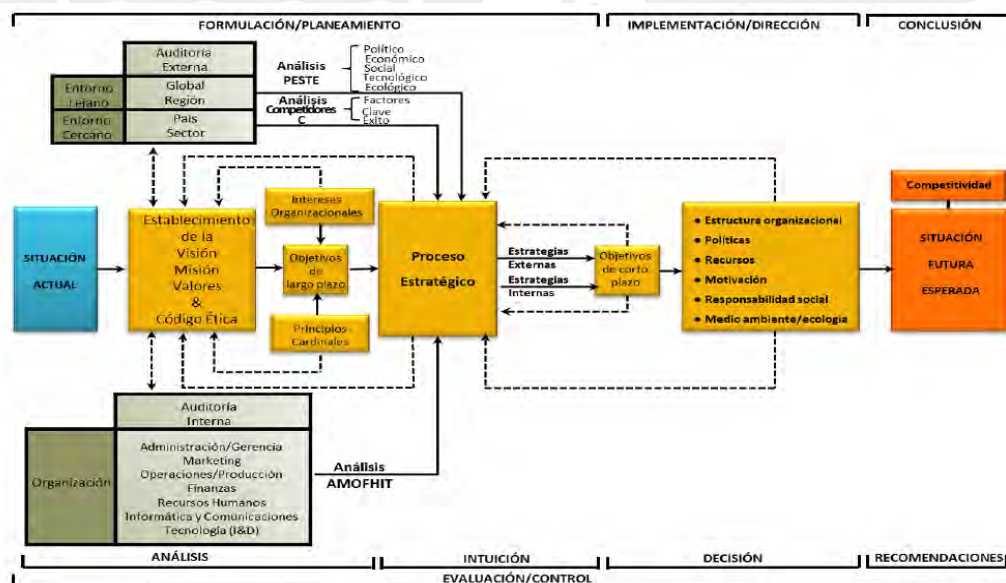 FORMULACIÓN/PLANEAMIENTO
IMPLEMENTACIÓN/DIRECCIÓN
CONCLUSIÓN
Auditoría
Externa
Entorno
Lejano
Global
Región
Entorno
Cercano
País
Sector
Análisis
PESTE
Político
Económico
Social
Tecnológico
Ecológico
Análisis
Competidores
C
Factores
Clave
Éxito
SITUACIÓN
ACTUAL
Establecimiento
de la
Visión
Misión
Valores
&
Código Ética
Intereses
Organizacionales
Objetivos
de
largo plazo
Principios
Cardinales
Proceso
Estratégico
Estrategias
Externas
Estrategias
Internas
Objetivos
de corto
plazo
• Estructura organizacional
• Políticas
• Recursos
• Motivación
• Responsabilidad social
• Medio ambiente/ecología
Competitividad
SITUACIÓN
FUTURA
ESPERADA
Auditoría
Interna
Organización
Administración/Gerencia
Marketing
Operaciones/Producción
Finanzas
Recursos Humanos
Informática y Comunicaciones
Tecnología (I&D)
Análisis
AMOFHIT
ANÁLISIS
INTUICIÓN
DECISIÓN
RECOMENDACIONES
EVALUACIÓN/CONTROL